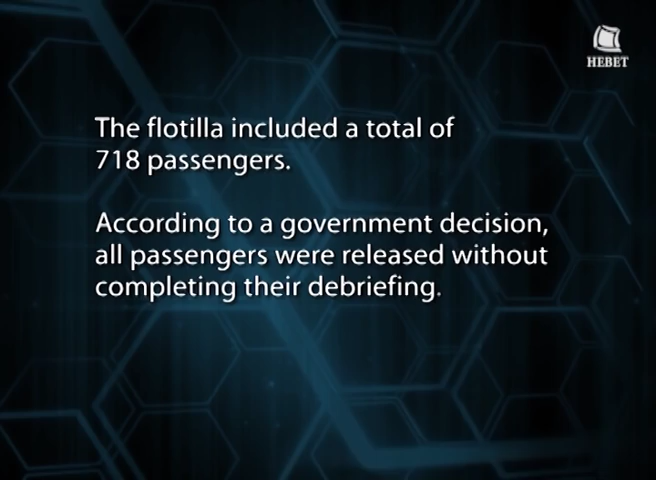 HEBET
The flotilla included a total of
718 passengers.
According to a government decision,
all passengers were released without
completing their debriefing.